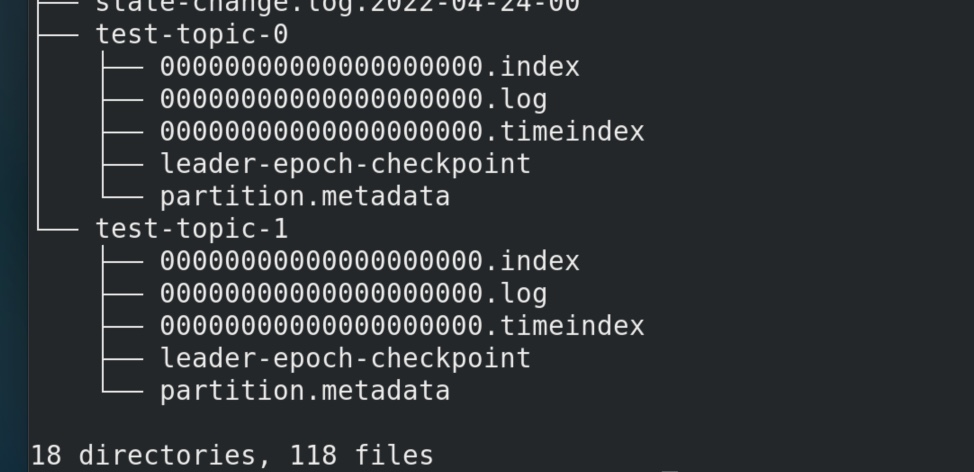 state-change.log.2022-04-24-00
test-topic-0
00000000000000000000.index
00000000000000000000.log
00000000000000000000.timeindex
leader-epoch-checkpoint
partition.metadata
test-topic-1
00000000000000000000.index
00000000000000000000.log
00000000000000000000.timeindex
leader-epoch-checkpoint
partition.metadata
18 directories, 118 files